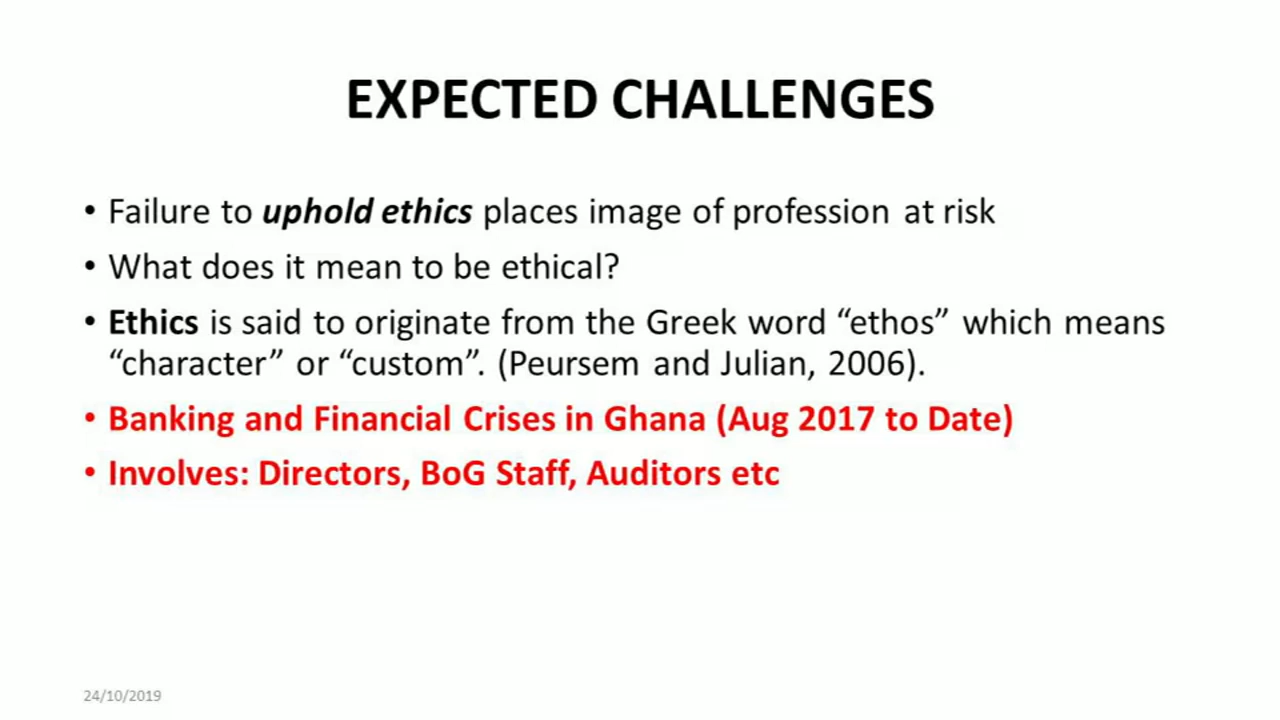 EXPECTED CHALLENGES
• Failure to uphold ethics places image of profession at risk
• What does it mean to be ethical?
• Ethics is said to originate from the Greek word “ethos” which means
“character” or “custom”. (Peursem and Julian, 2006).
• Banking and Financial Crises in Ghana (Aug 2017 to Date)
• Involves: Directors, BoG Staff, Auditors etc
24/10/2019